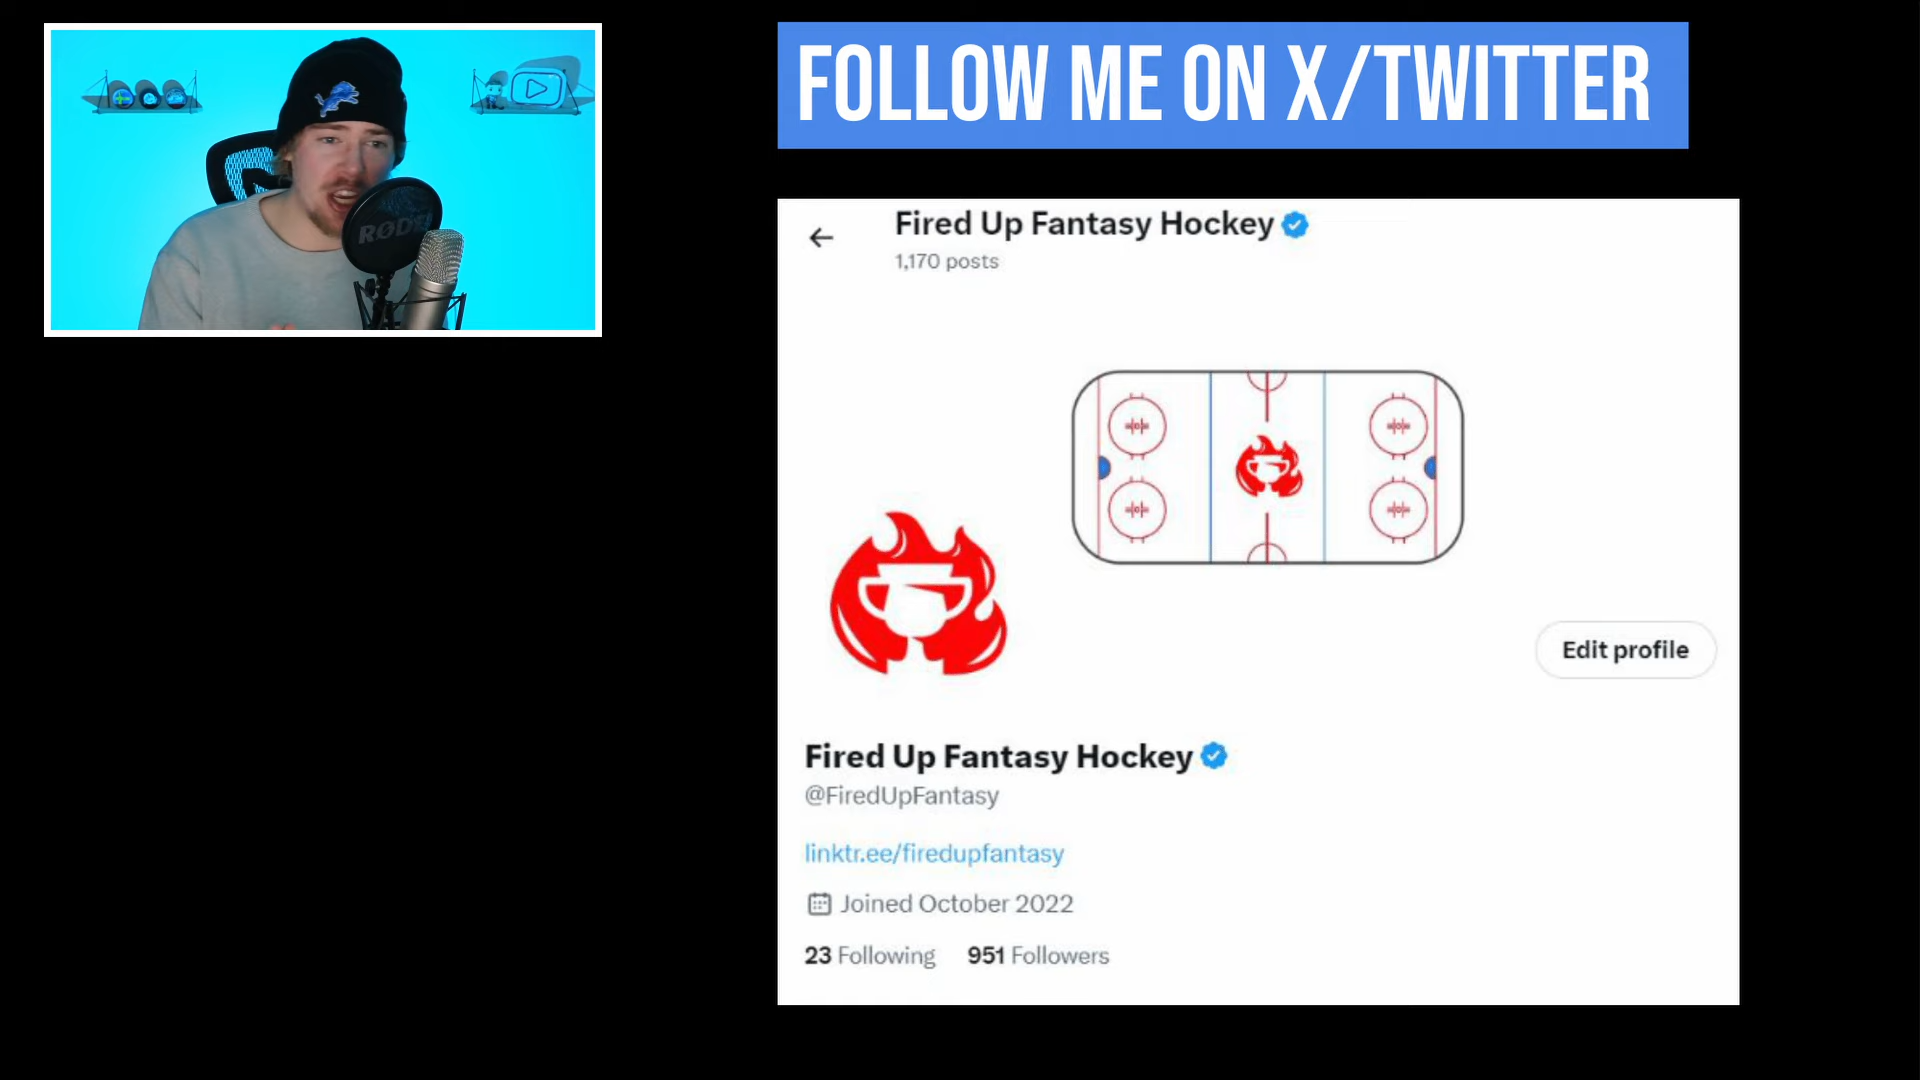 RØDE
FOLLOW ME ON X/TWITTER
Fired Up Fantasy Hockey
1,170 posts
Edit profile
Fired Up Fantasy Hockey
@FiredUpFantasy
linktr.ee/firedupfantasy
Joined October 2022
23 Following 951 Followers